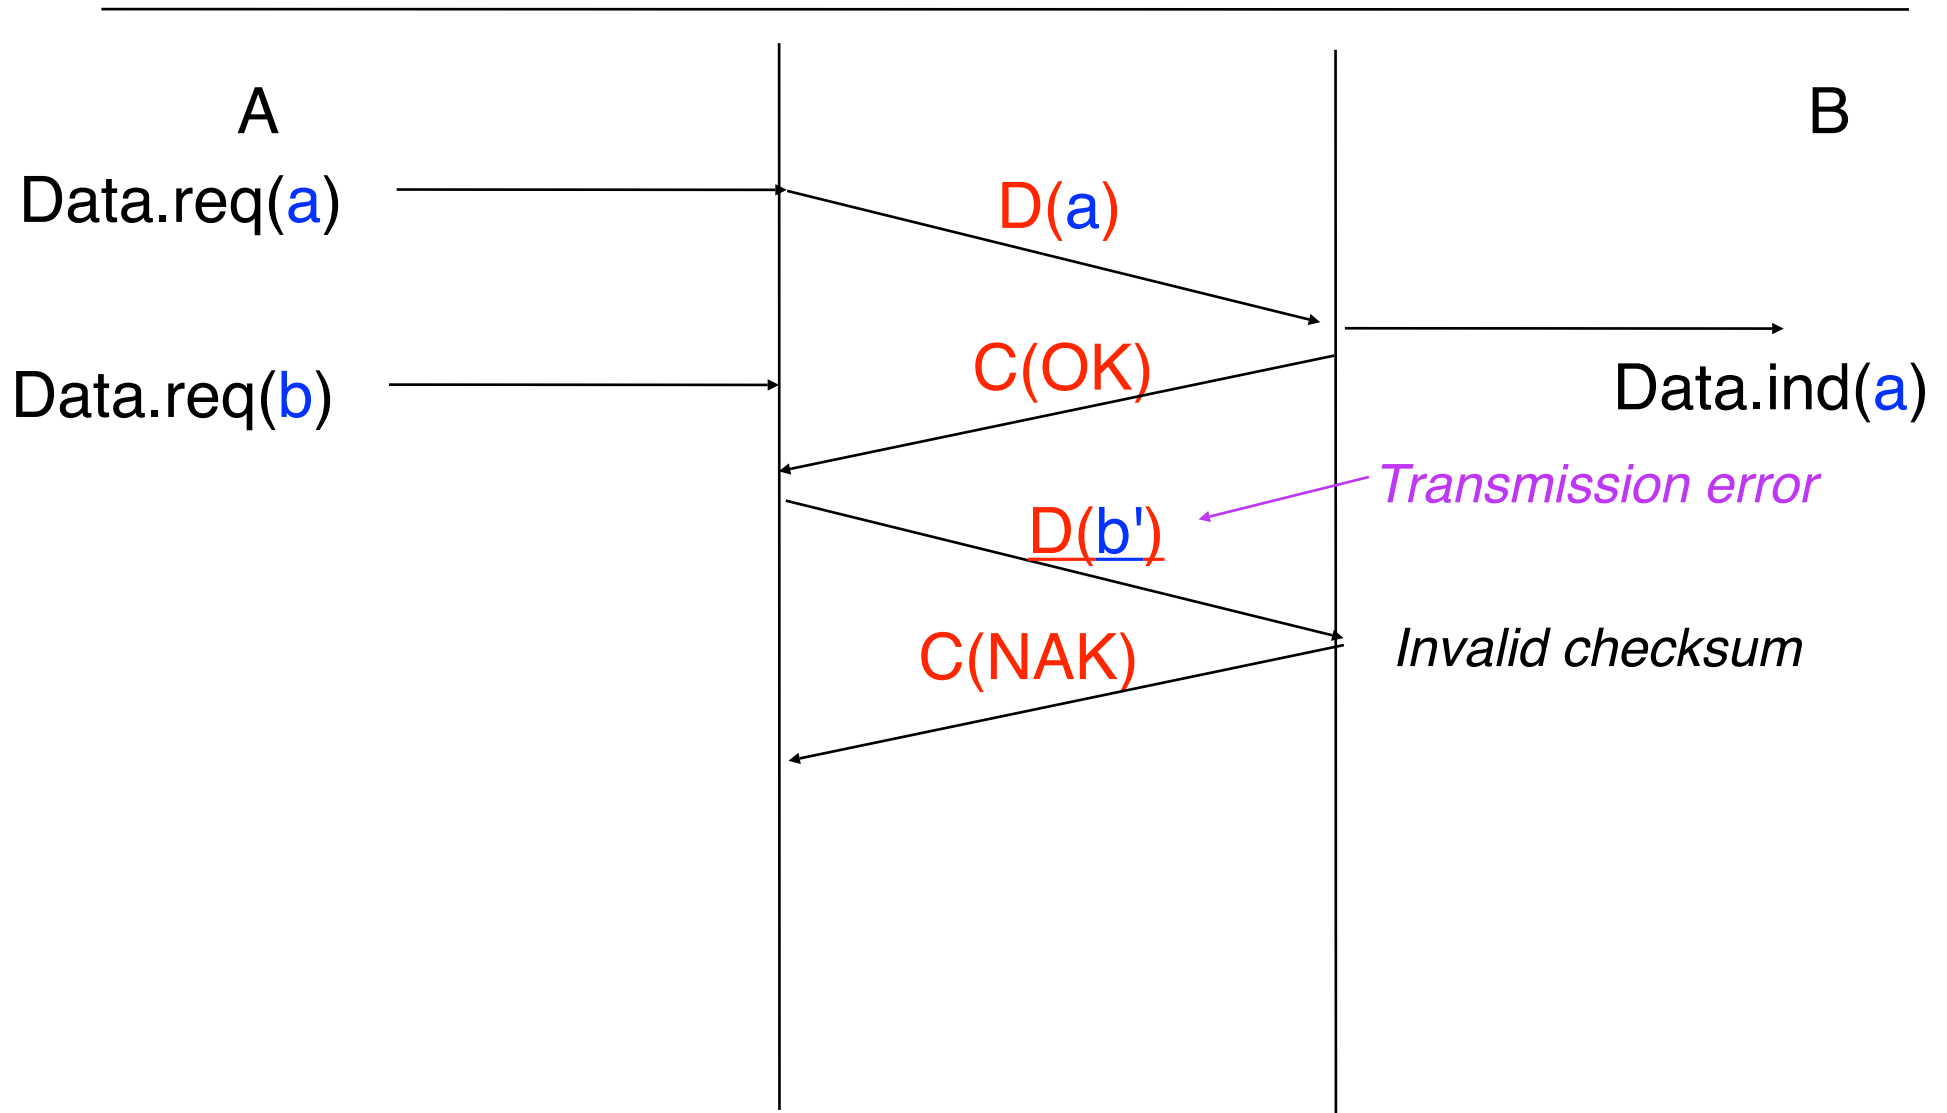 A
B
Data.req(a)
D(a)
C(OK)
Data.req(b)
Data.ind(a)
Transmission error
D(b')
Invalid checksum
C(NAK)